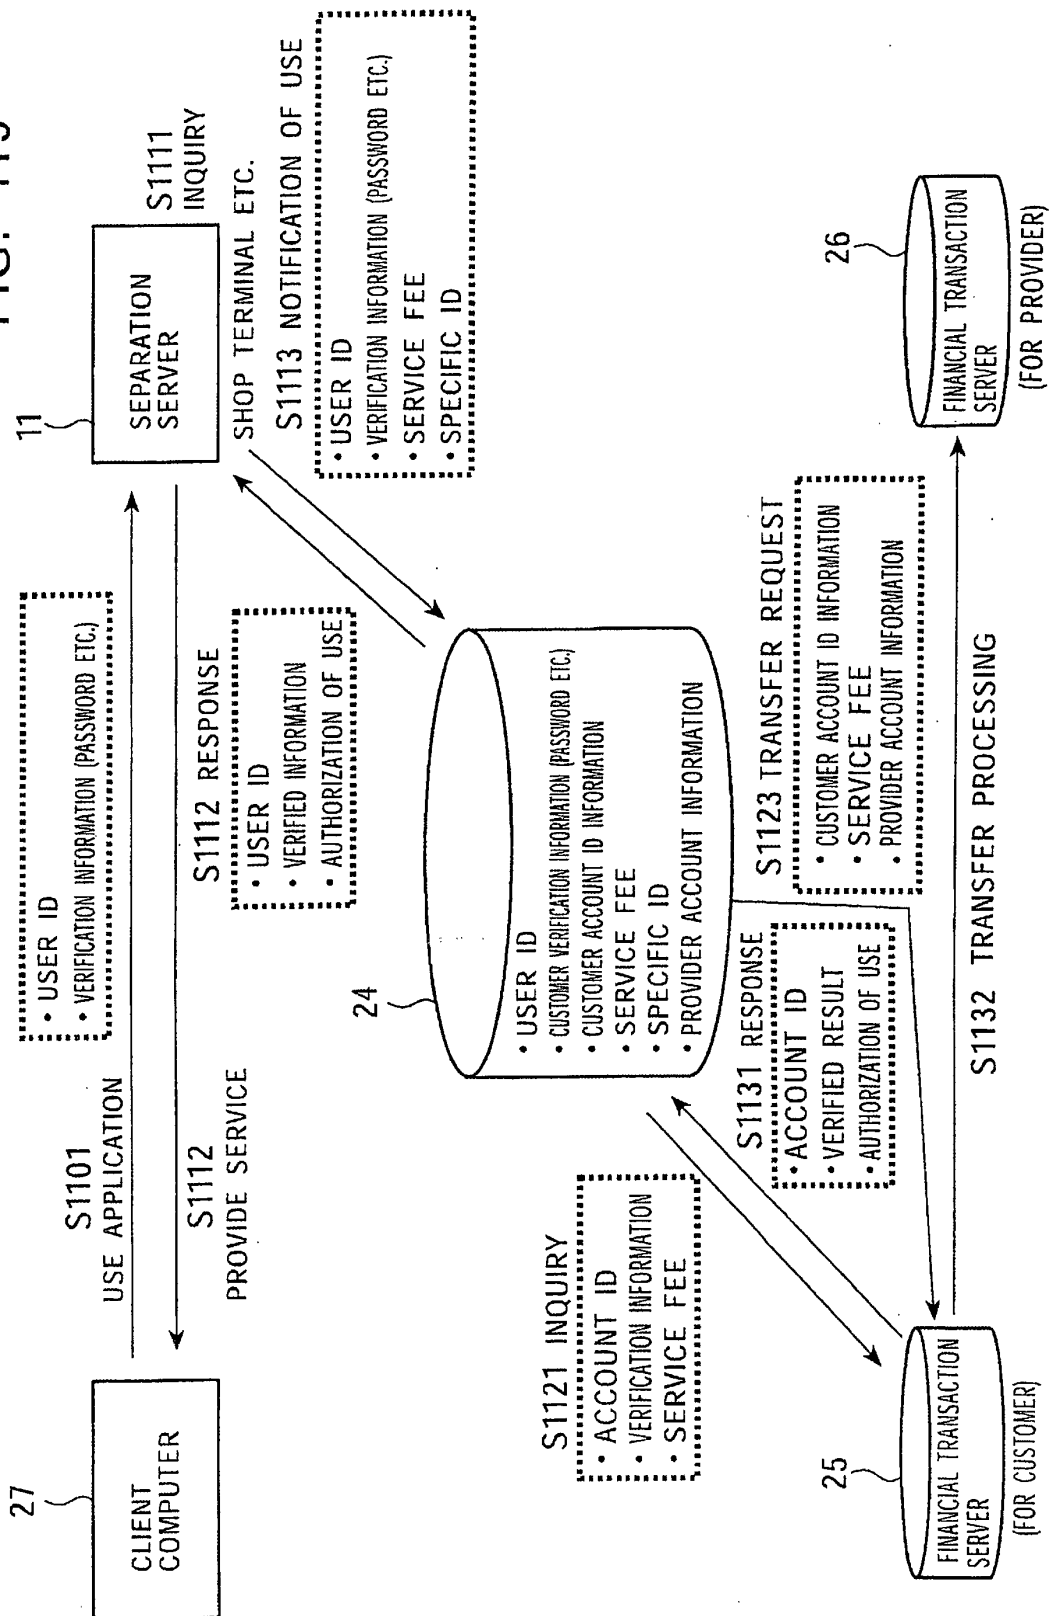 27
CLIENT
COMPUTER
S1101
USE APPLICATION
• USER ID
• VERIFICATION INFORMATION (PASSWORD ETC.)
S1112
PROVIDE SERVICE
11
SEPARATION
SERVER
S1111
INQUIRY
SHOP TERMINAL ETC.
S1112 RESPONSE
• USER ID
• VERIFIED INFORMATION
• AUTHORIZATION OF USE
S1113 NOTIFICATION OF USE
• USER ID
• VERIFICATION INFORMATION (PASSWORD ETC.)
• SERVICE FEE
• SPECIFIC ID
24
• USER ID
• CUSTOMER VERIFICATION INFORMATION (PASSWORD ETC.)
• CUSTOMER ACCOUNT ID INFORMATION
• SERVICE FEE
• SPECIFIC ID
• PROVIDER ACCOUNT INFORMATION
S1121 INQUIRY
• ACCOUNT ID
• VERIFICATION INFORMATION
• SERVICE FEE
S1131 RESPONSE
• ACCOUNT ID
• VERIFIED RESULT
• AUTHORIZATION OF USE
S1123 TRANSFER REQUEST
• CUSTOMER ACCOUNT ID INFORMATION
• SERVICE FEE
• PROVIDER ACCOUNT INFORMATION
25
FINANCIAL TRANSACTION
SERVER
(FOR CUSTOMER)
S1132 TRANSFER PROCESSING
26
FINANCIAL TRANSACTION
SERVER
(FOR PROVIDER)